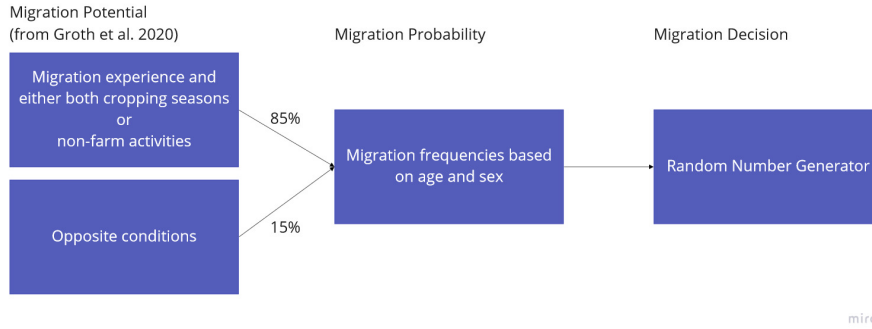 Migration Potential
(from Groth et al. 2020)
Migration Probability
Migration Decision
Migration experience and
either both cropping seasons
or
non-farm activities
85%
Migration frequencies based
on age and sex
Random Number Generator
Opposite conditions
15%